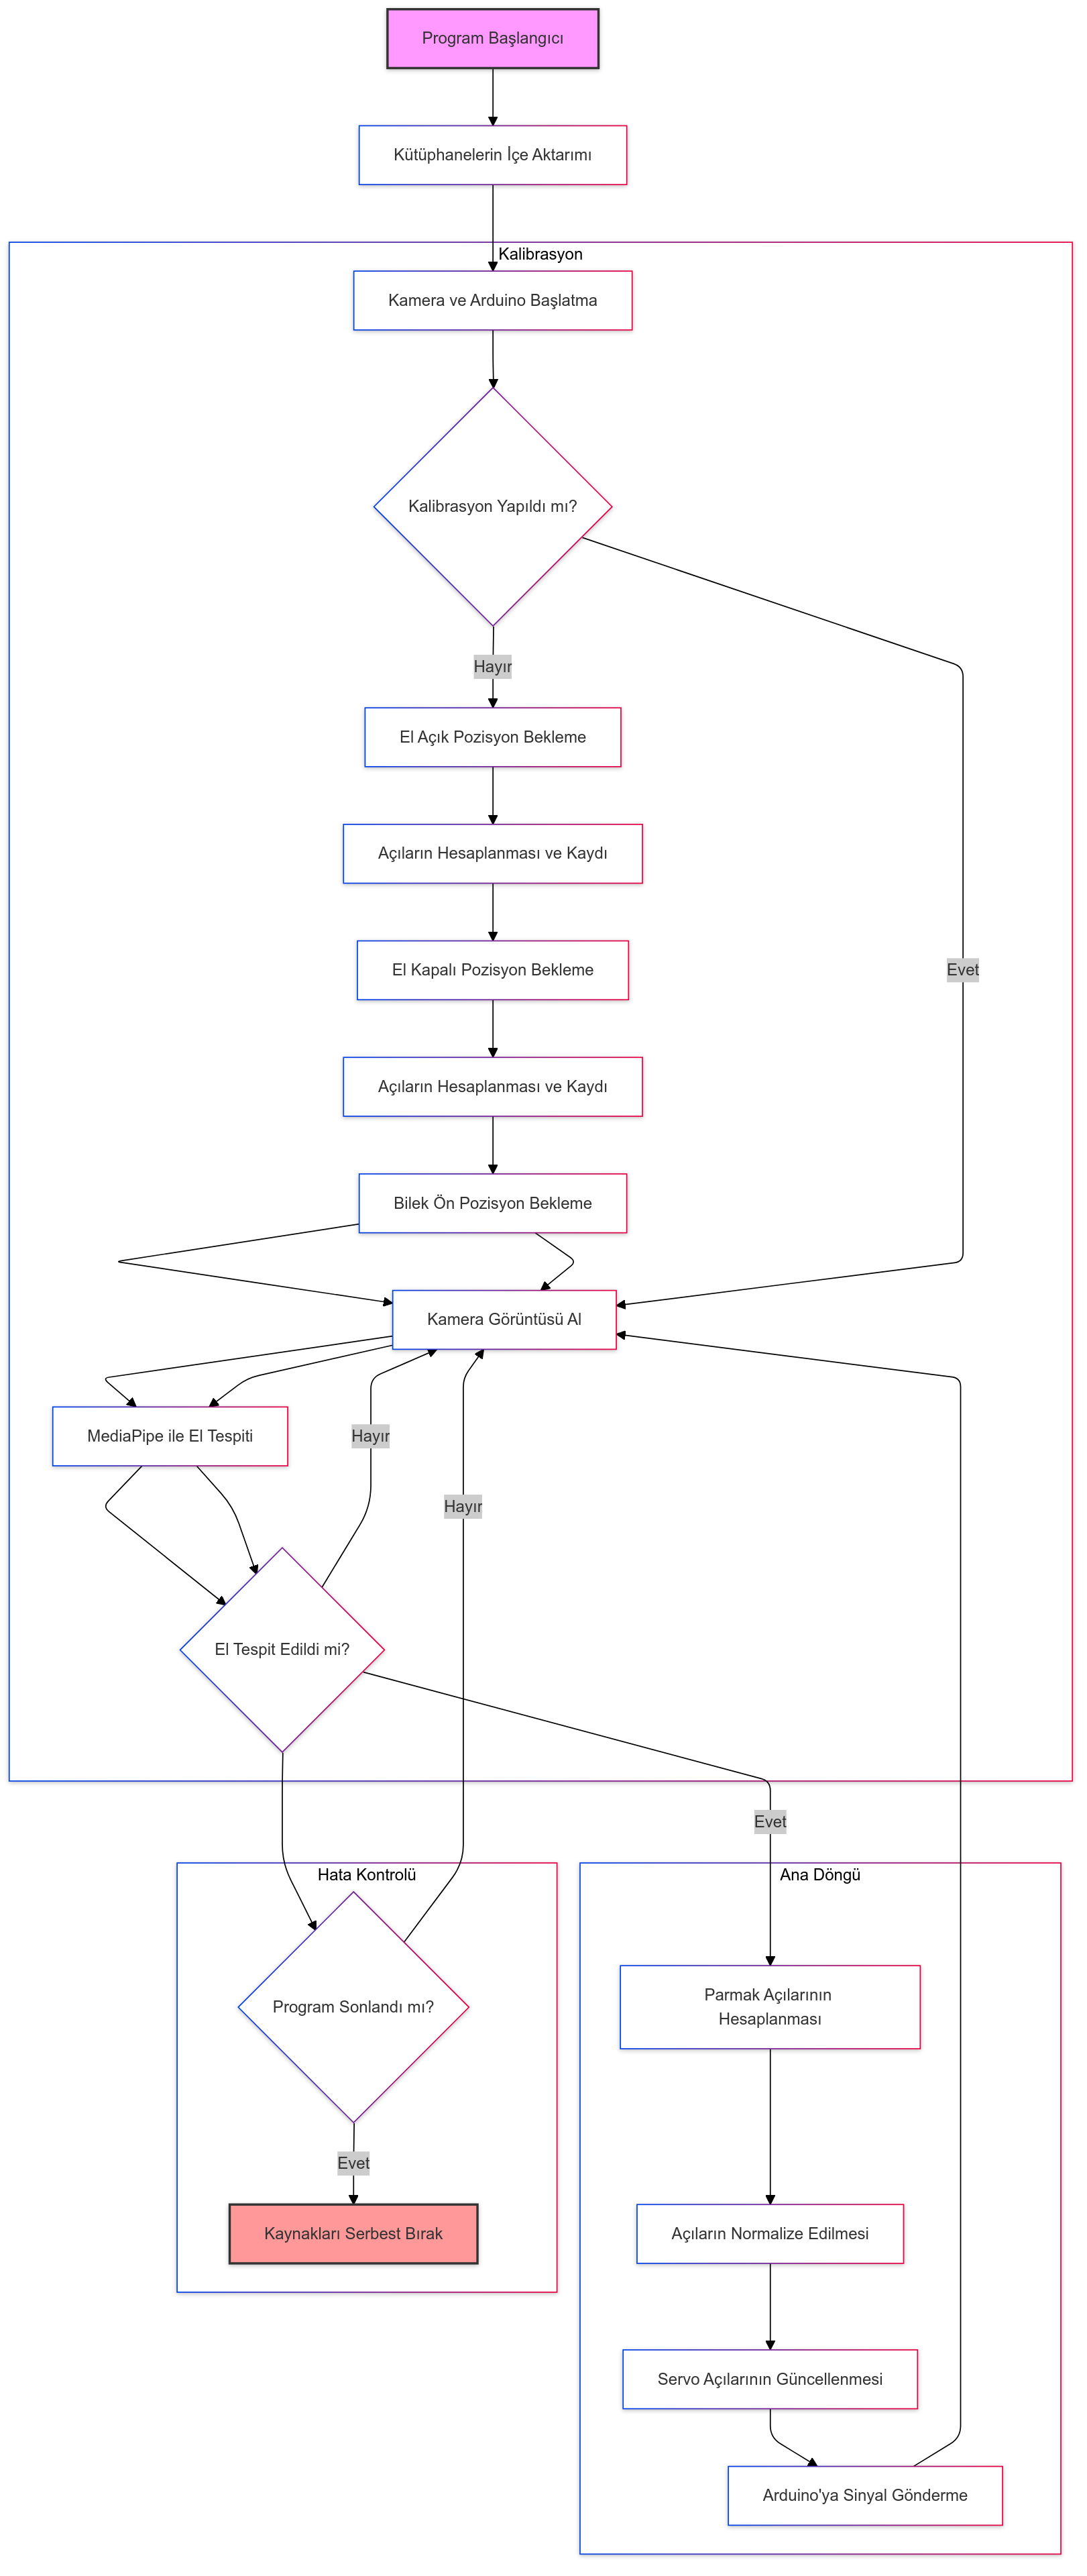 Program Başlangıcı
Kütüphanelerin İçe Aktarımı
Kalibrasyon
Kamera ve Arduino Başlatma
Kalibrasyon Yapıldı mı?
Hayır
El Açık Pozisyon Bekleme
Açıların Hesaplanması ve Kaydı
El Kapalı Pozisyon Bekleme
Evet
Açıların Hesaplanması ve Kaydı
Bilek Ön Pozisyon Bekleme
Kamera Görüntüsü Al
MediaPipe ile El Tespiti
Hayır
Hayır
El Tespit Edildi mi?
Evet
Hata Kontrolü
Program Sonlandı mı?
Evet
Kaynakları Serbest Bırak
Ana Döngü
Parmak Açılarının
Hesaplanması
Açıların Normalize Edilmesi
Servo Açılarının Güncellenmesi
Arduino'ya Sinyal Gönderme